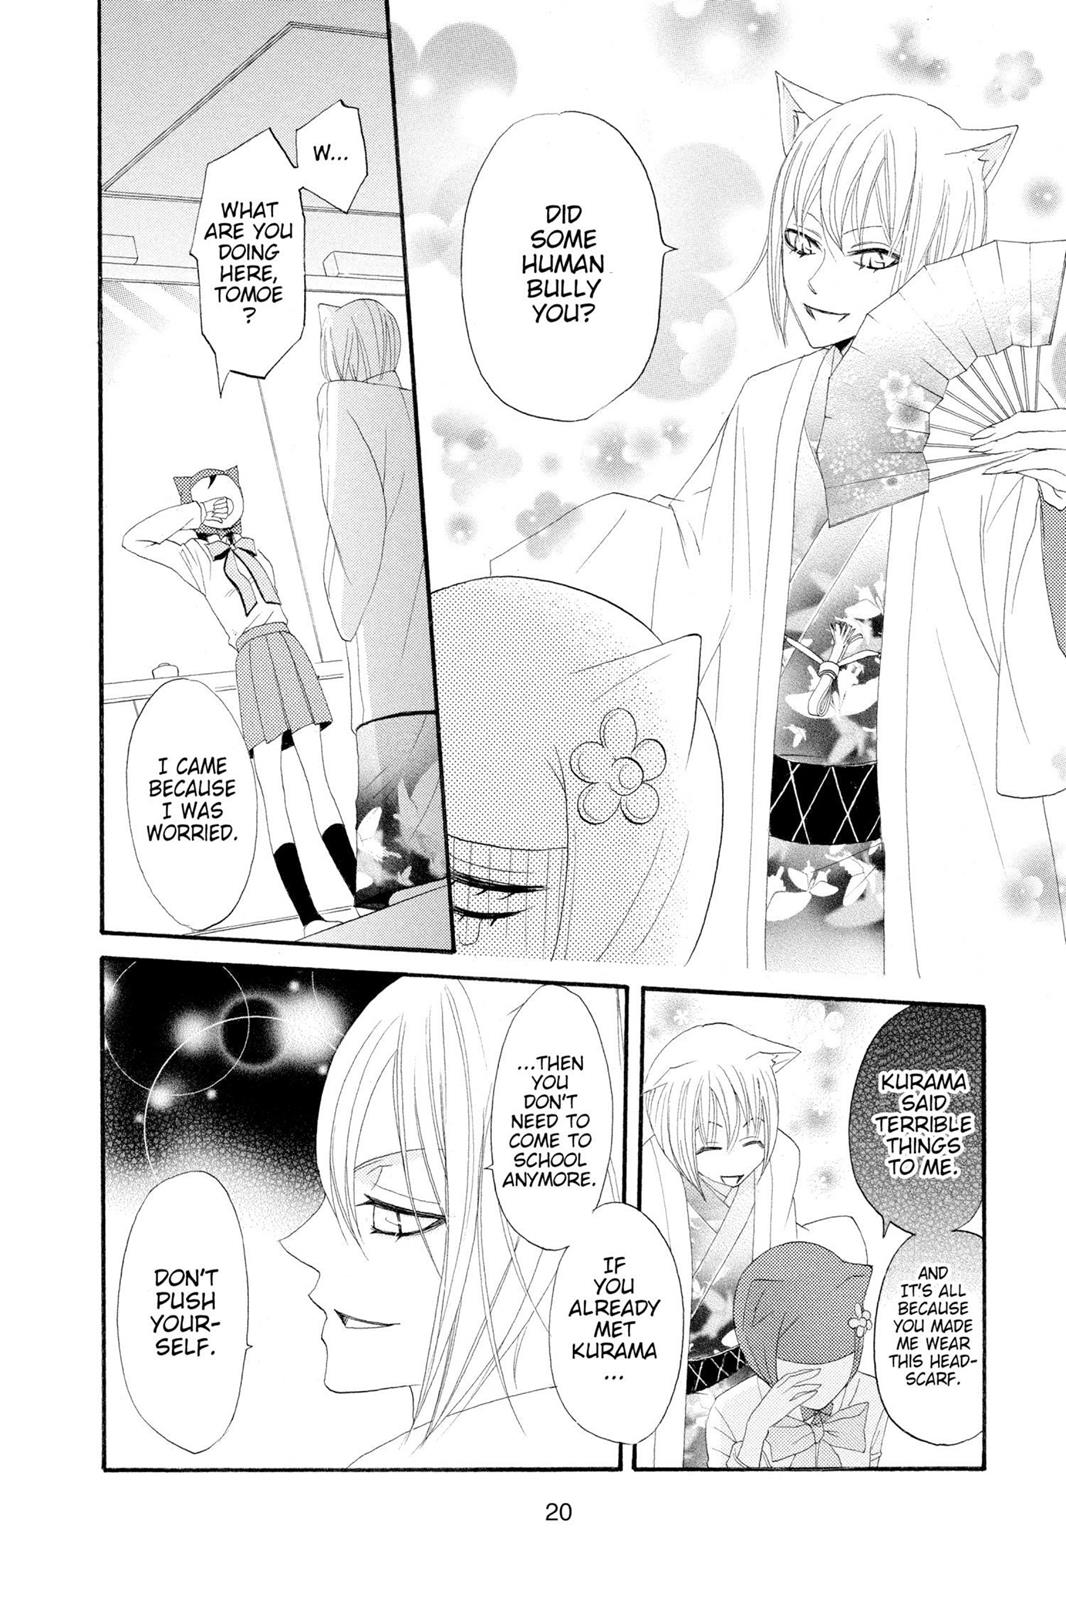 DID
SOME
HUMAN
BULLY
YOU?
W...
WHAT
ARE YOU
DOING
HERE,
TOMOE
?
I CAME
BECAUSE
I WAS
WORRIED.
KURAMA
SAID
TERRIBLE
THINGS
TO ME.
AND
IT'S ALL
BECAUSE
YOU MADE
ME WEAR
THIS HEAD-
SCARF.
IF
YOU
ALREADY
MET
KURAMA
...
...THEN
YOU
DON'T
NEED TO
COME TO
SCHOOL
ANYMORE.
DON'T
PUSH
YOUR-
SELF.
20